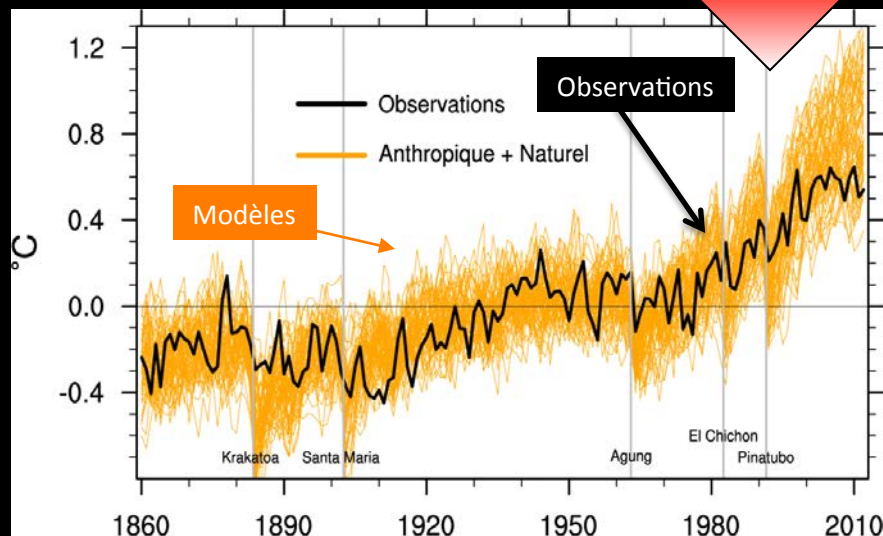 1.2
0.8
0.4
0.0
-0.4
°C
Observations
Anthropique + Naturel
Observations
Modèles
El Chichon
Krakatoa
Santa Maria
Agung
Pinatubo
1860
1890
1920
1950
1980
2010